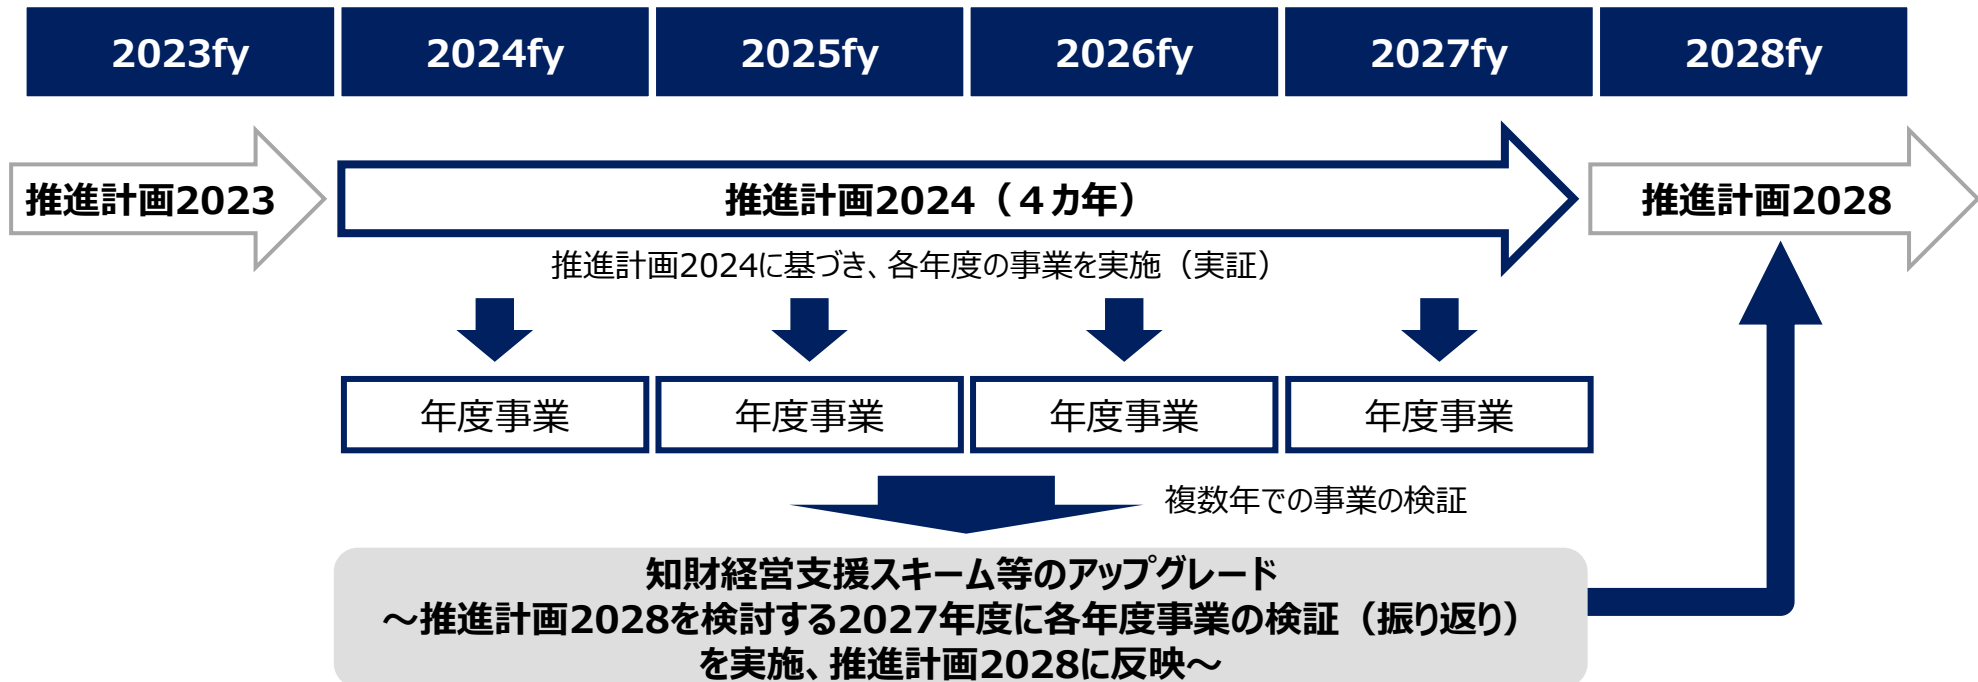 2023fy
2024fy
2025fy
2026fy
2027fy
2028fy
推進計画2023
推進計画2024（４カ年）
推進計画2028
推進計画2024に基づき、各年度の事業を実施（実証）
年度事業
年度事業
年度事業
年度事業
複数年での事業の検証
知財経営支援スキーム等のアップグレード
～推進計画2028を検討する2027年度に各年度事業の検証（振り返り）
を実施、推進計画2028に反映～